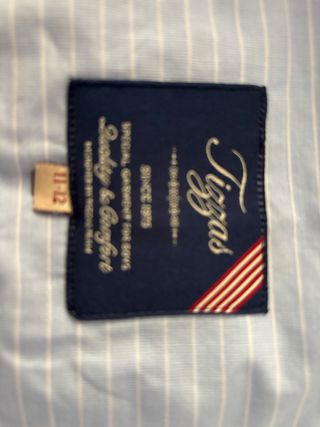 Tizzas
SINCE 1973
SPECIAL GARMENT FOR BOYS
Quality & Comfort
11-12